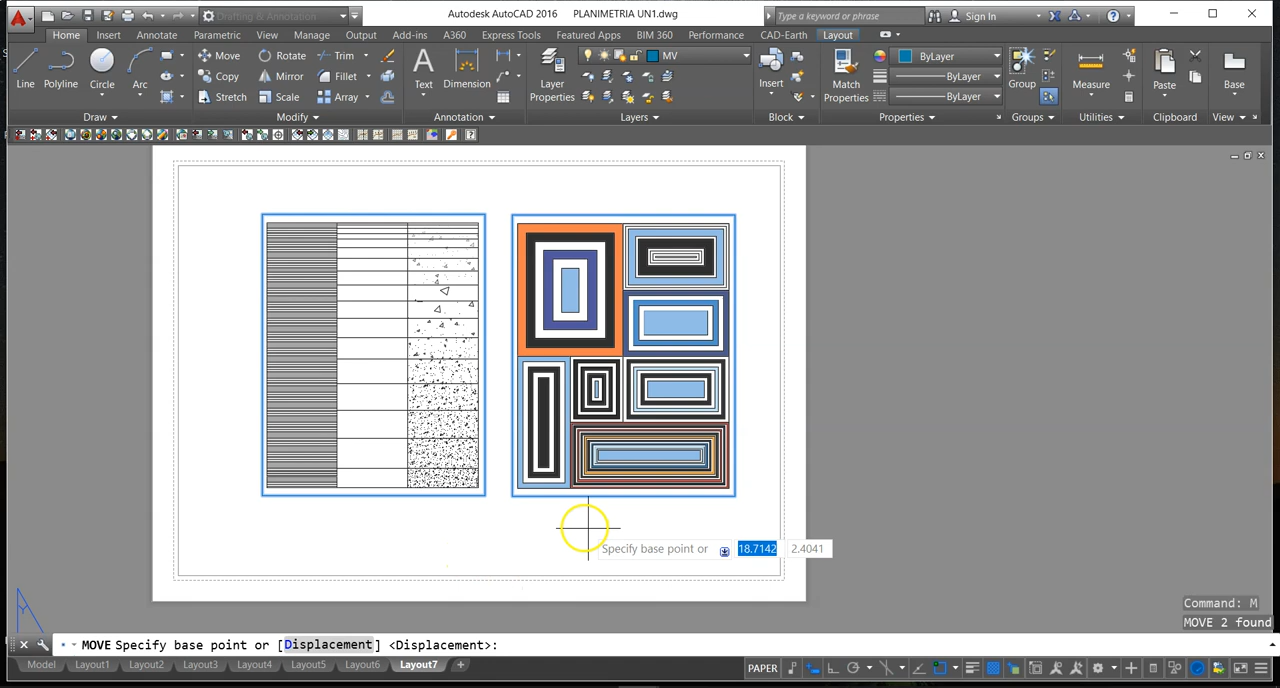 Drafting & Annotation
Autodesk AutoCAD 2016 PLANIMETRIA UN1.dwg
Type a keyword or phrase
Sign In
Home Insert Annotate Parametric View Manage Output Add-ins A360 Express Tools Featured Apps BIM 360 Performance CAD-Earth Layout
Line
Polyline
Circle
Arc
Move
Rotate
Trim
Copy
Mirror
Fillet
Stretch
Scale
Array
Text
Dimension
Layer
Properties
MV
Insert
Match
Properties
ByLayer
ByLayer
ByLayer
Group
Measure
Paste
Base
Draw
Modify
Annotation
Layers
Block
Properties
Groups
Utilities
Clipboard
View
Specify base point or
18.7142
2.4041
Y
Command: M
MOVE 2 found
MOVE Specify base point or [Displacement] <Displacement>:
Model Layout1 Layout2 Layout3 Layout4 Layout5 Layout6 Layout7
PAPER